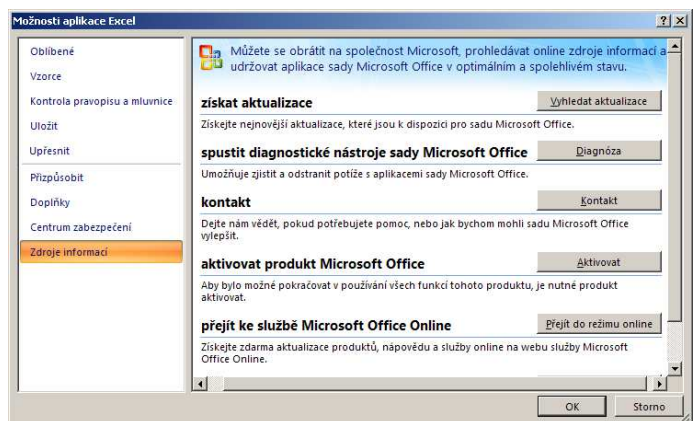 Možnosti aplikace Excel
Oblíbené
Vzorce
Kontrola pravopisu a mluvnice
Uložit
Upřesnit
Přizpůsobit
Doplňky
Centrum zabezpečení
Zdroje informací
Můžete se obrátit na společnost Microsoft, prohledávat online zdroje informací a
udržovat aplikace sady Microsoft Office v optimálním a spolehlivém stavu.
získat aktualizace
Vyhledat aktualizace
Získejte nejnovější aktualizace, které jsou k dispozici pro sadu Microsoft Office.
spustit diagnostické nástroje sady Microsoft Office
Diagnóza
Umožňuje zjistit a odstranit potíže s aplikacemi sady Microsoft Office.
kontakt
Kontakt
Dejte nám vědět, pokud potřebujete pomoc, nebo jak bychom mohli sadu Microsoft Office
vylepšit.
aktivovat produkt Microsoft Office
Aktivovat
Aby bylo možné pokračovat v používání všech funkcí tohoto produktu, je nutné produkt
aktivovat.
přejít ke službě Microsoft Office Online
Přejít do režimu online
Získejte zdarma aktualizace produktů, nápovědu a služby online na webu služby Microsoft
Office Online.
OK
Storno